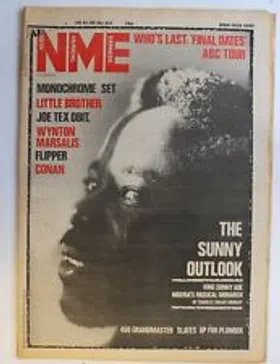 NME
WHO'S LAST 'FINAL DATES'
ABC TOUR
MONOCHROME SET
LITTLE BROTHER
JOE TEX OBIT.
WYNTON
MARSALIS
FLIPPER
CONAN
THE
SUNNY
OUTLOOK
KING SUNNY ADE
NIGERIA'S MUSICAL MONARCH
GRANDMASTER SLATES UP FOR PLUNDER